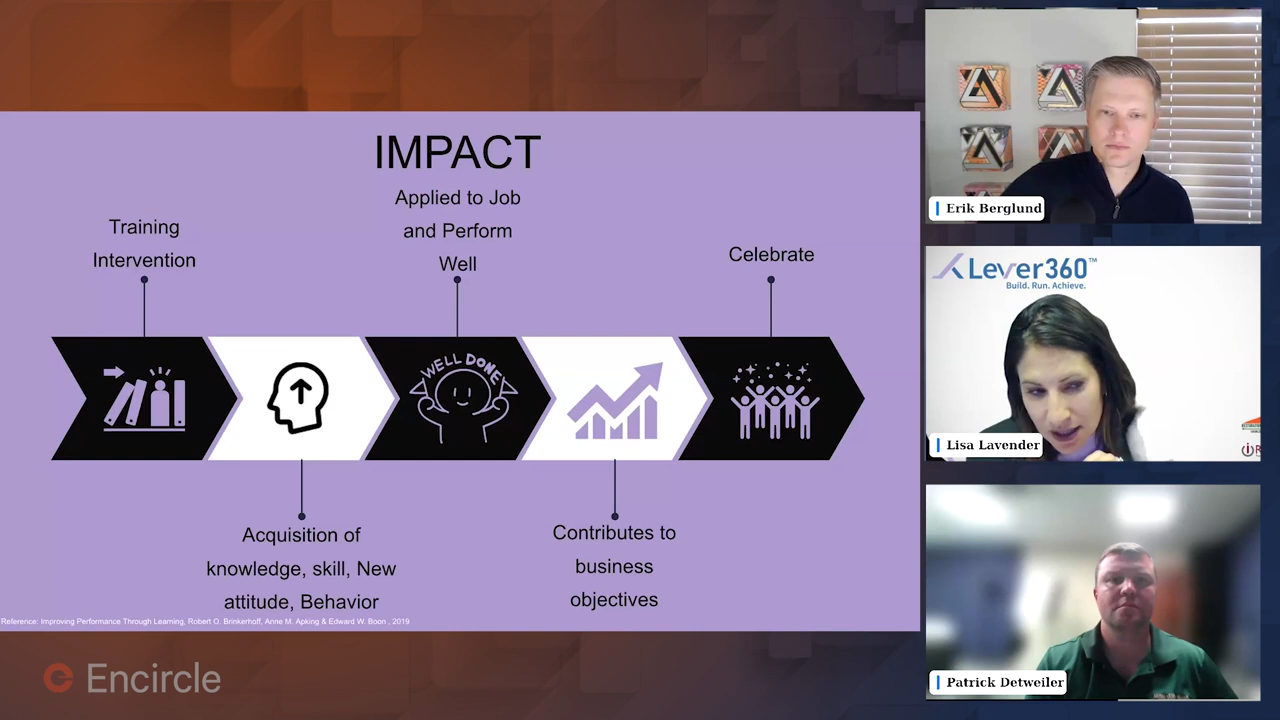 IMPACT
Training
Intervention
Applied to Job
and Perform
Well
Celebrate
WELL DONE
Acquisition of
knowledge, skill, New
attitude, Behavior
Contributes to
business
objectives
Reference: Improving Performance Through Learning, Robert O. Brinkerhoff, Anne M. Apking & Edward W. Boon , 2019
Encircle
Erik Berglund
Lever360™
Build. Run. Achieve.
Lisa Lavender
Patrick Detweiler